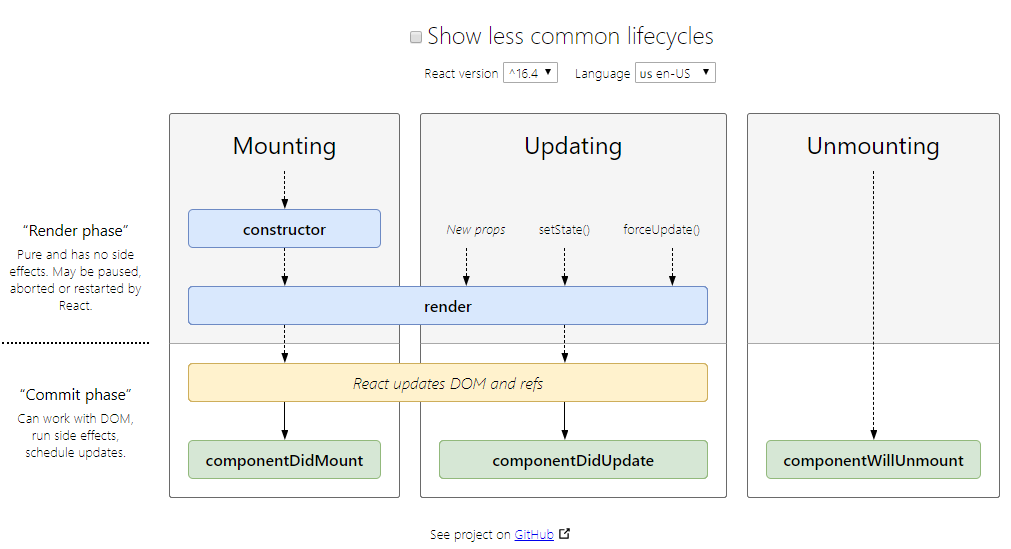 Show less common lifecycles
React version ^16.4 Language us en-US
Mounting
Updating
Unmounting
“Render phase”
Pure and has no side
effects. May be paused,
aborted or restarted by
React.
constructor
New props
setState()
forceUpdate()
render
React updates DOM and refs
“Commit phase”
Can work with DOM,
run side effects,
schedule updates.
componentDidMount
componentDidUpdate
componentWillUnmount
See project on GitHub